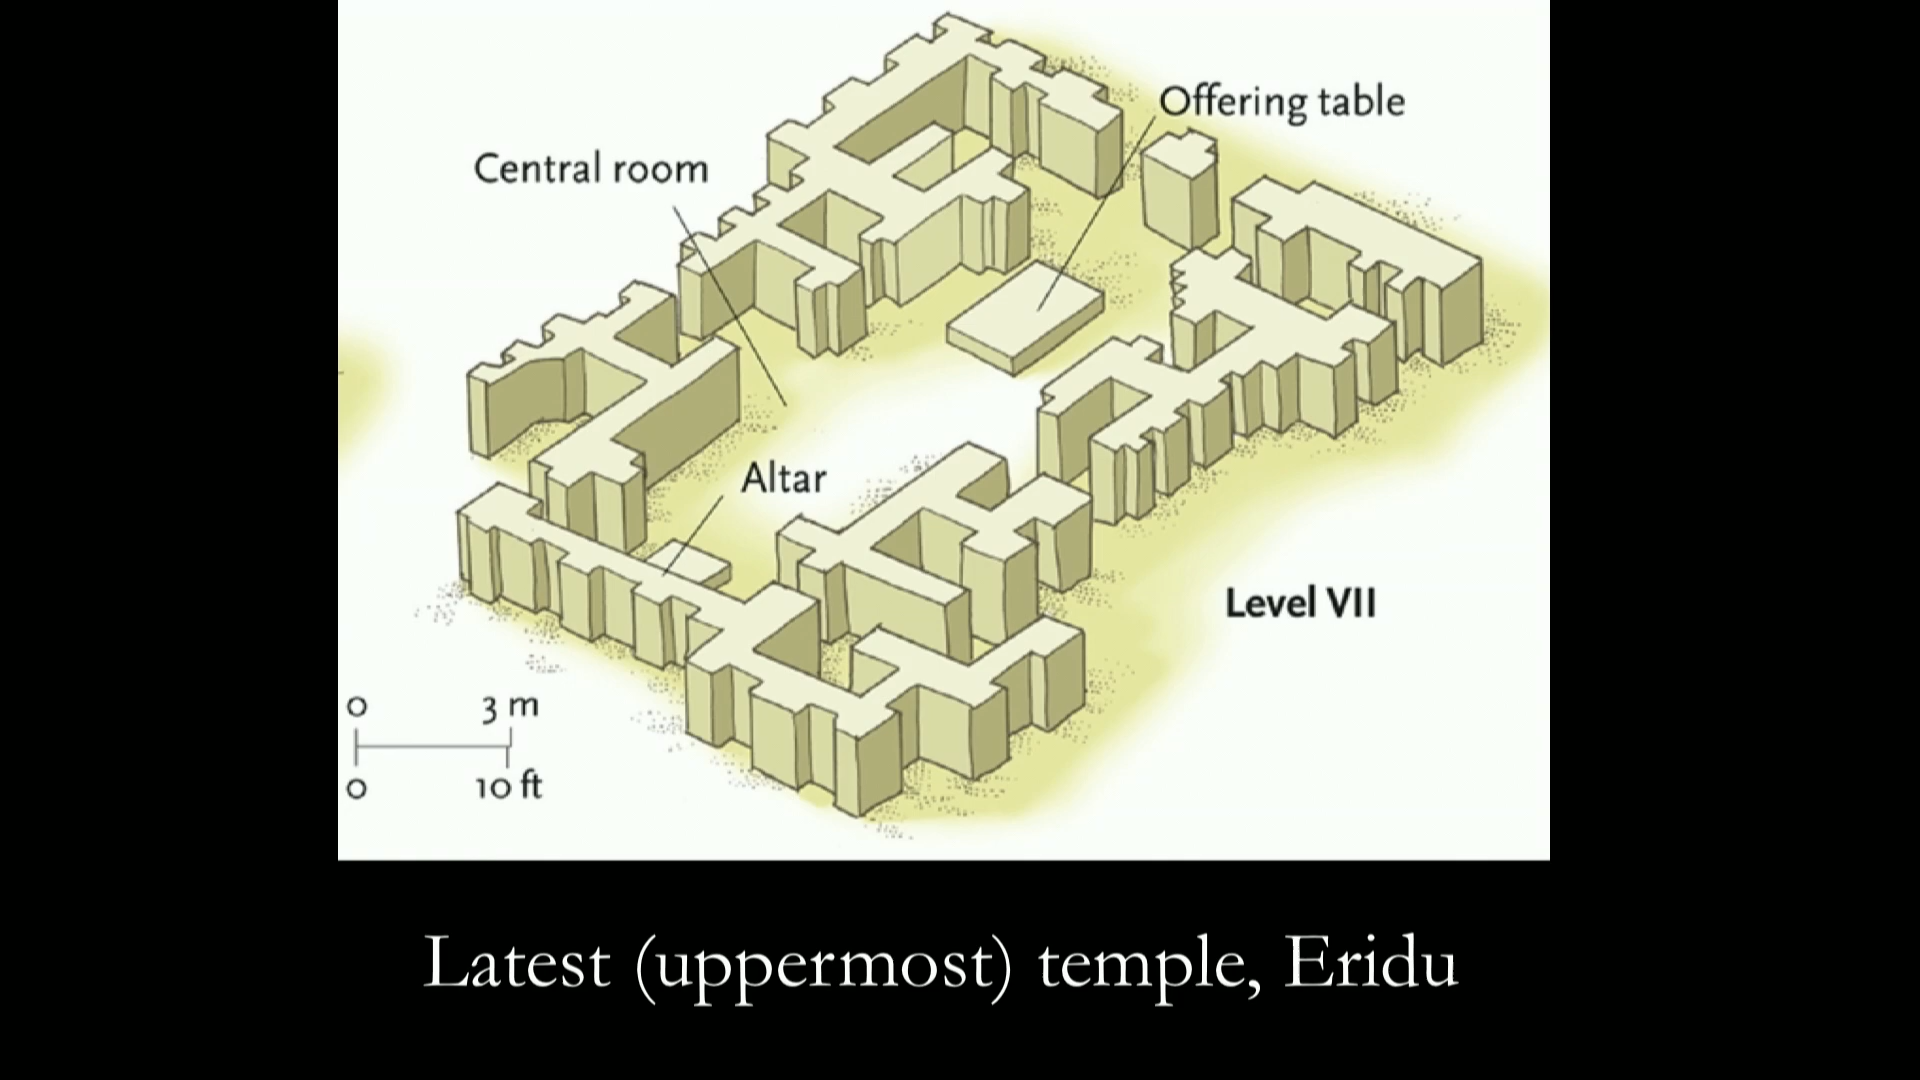 Offering table
Central room
Altar
Level VII
0 3 m
0 10 ft
Latest (uppermost) temple, Eridu